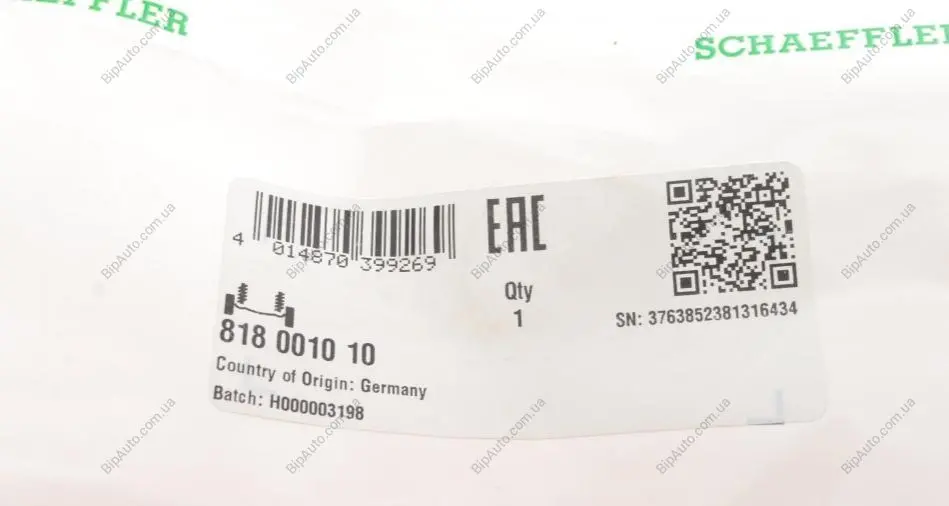 SCHAEFFLER
4 014870 399269
EAC
Qty
1
SN: 3763852381316434
818 0010 10
Country of Origin: Germany
Batch: H000003198
BipAuto.com.ua